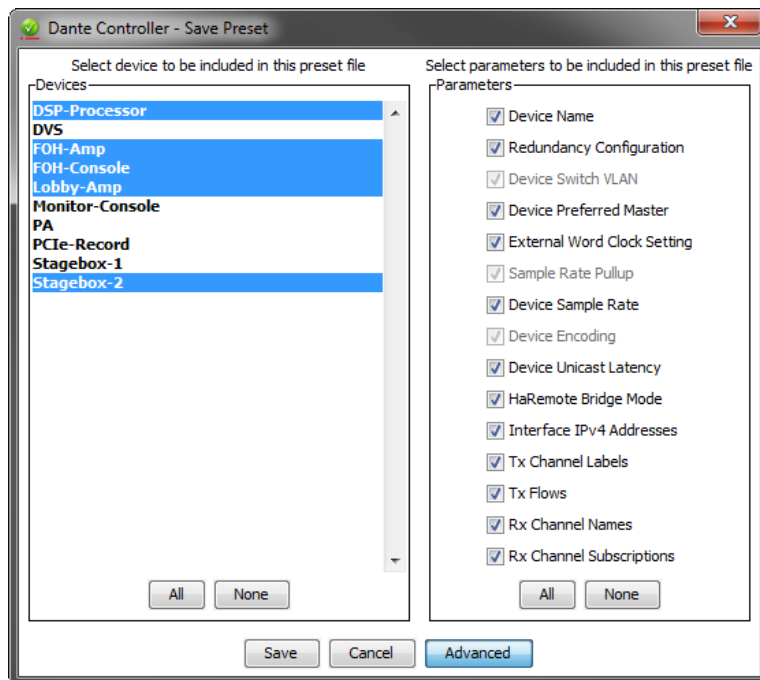 Dante Controller - Save Preset
Select device to be included in this preset file
Devices
DSP-Processor
DVS
FOH-Amp
FOH-Console
Lobby-Amp
Monitor-Console
PA
PCIe-Record
Stagebox-1
Stagebox-2
All None
Select parameters to be included in this preset file
Parameters
Device Name
Redundancy Configuration
Device Switch VLAN
Device Preferred Master
External Word Clock Setting
Sample Rate Pullup
Device Sample Rate
Device Encoding
Device Unicast Latency
HaRemote Bridge Mode
Interface IPv4 Addresses
Tx Channel Labels
Tx Flows
Rx Channel Names
Rx Channel Subscriptions
All None
Save Cancel Advanced